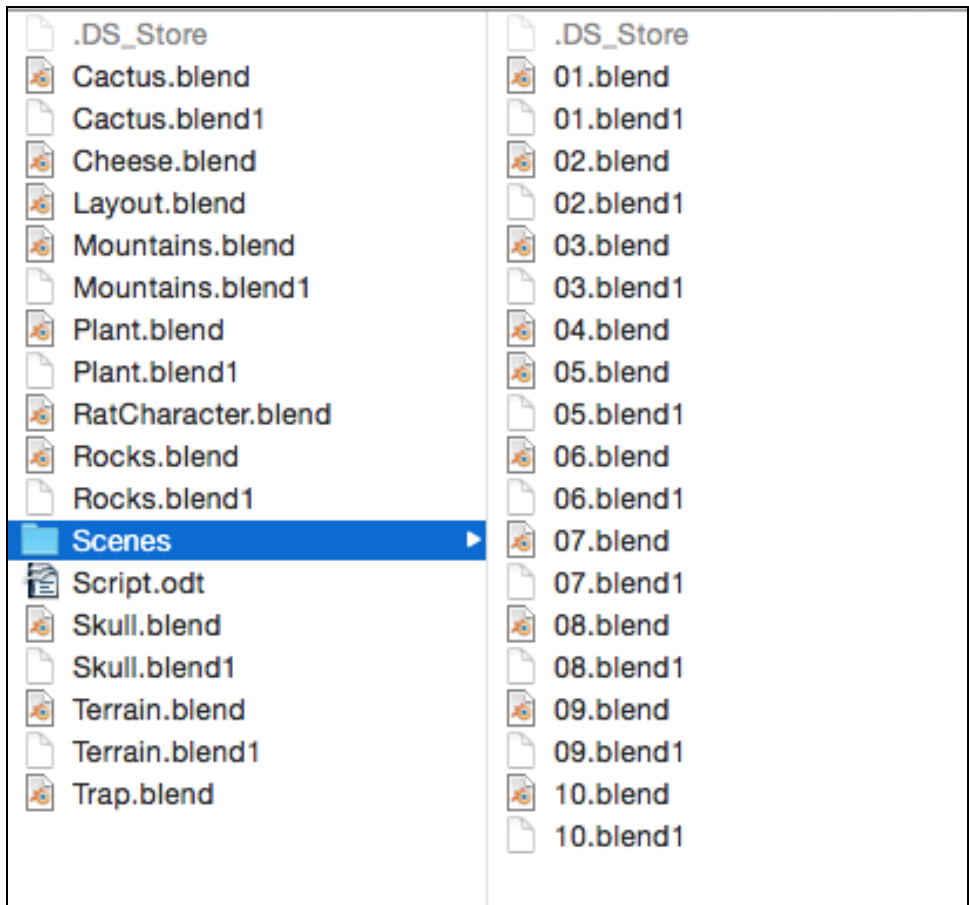 .DS_Store
Cactus.blend
Cactus.blend1
Cheese.blend
Layout.blend
Mountains.blend
Mountains.blend1
Plant.blend
Plant.blend1
RatCharacter.blend
Rocks.blend
Rocks.blend1
Scenes
Script.odt
Skull.blend
Skull.blend1
Terrain.blend
Terrain.blend1
Trap.blend
.DS_Store
01.blend
01.blend1
02.blend
02.blend1
03.blend
03.blend1
04.blend
05.blend
05.blend1
06.blend
06.blend1
07.blend
07.blend1
08.blend
08.blend1
09.blend
09.blend1
10.blend
10.blend1